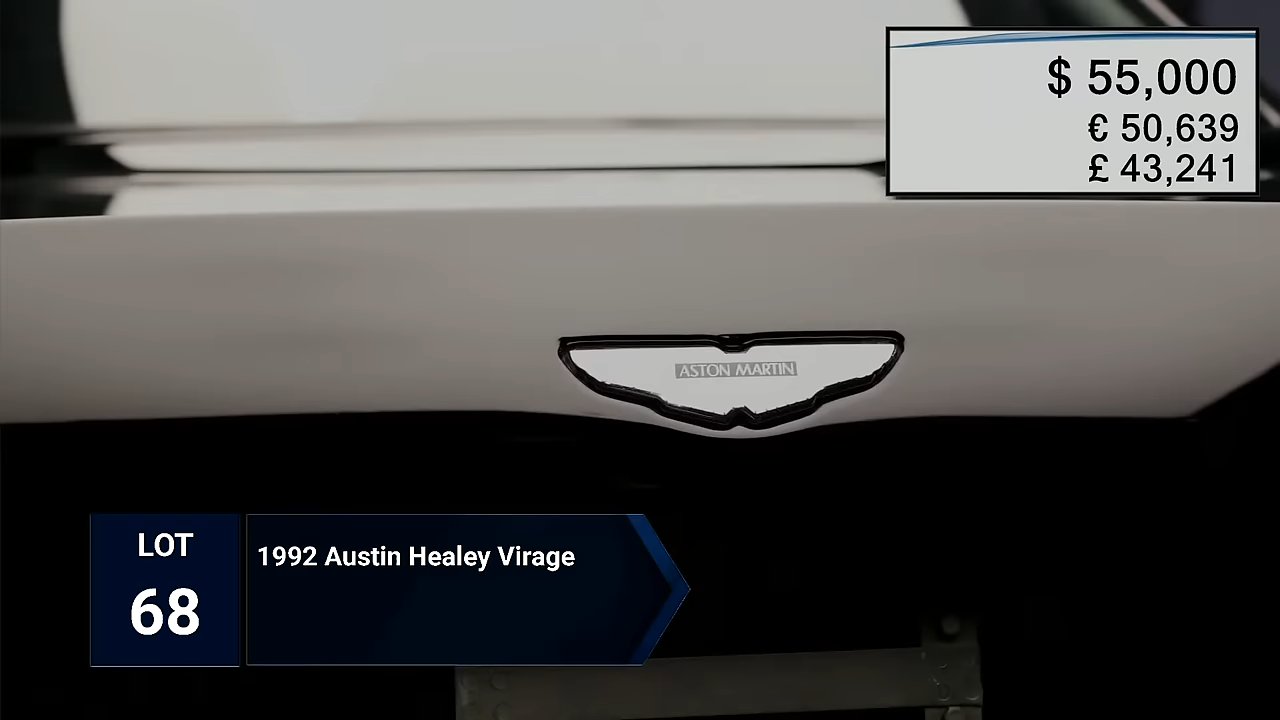 $ 55,000
€ 50,639
£ 43,241
ASTON MARTIN
LOT
68
1992 Austin Healey Virage